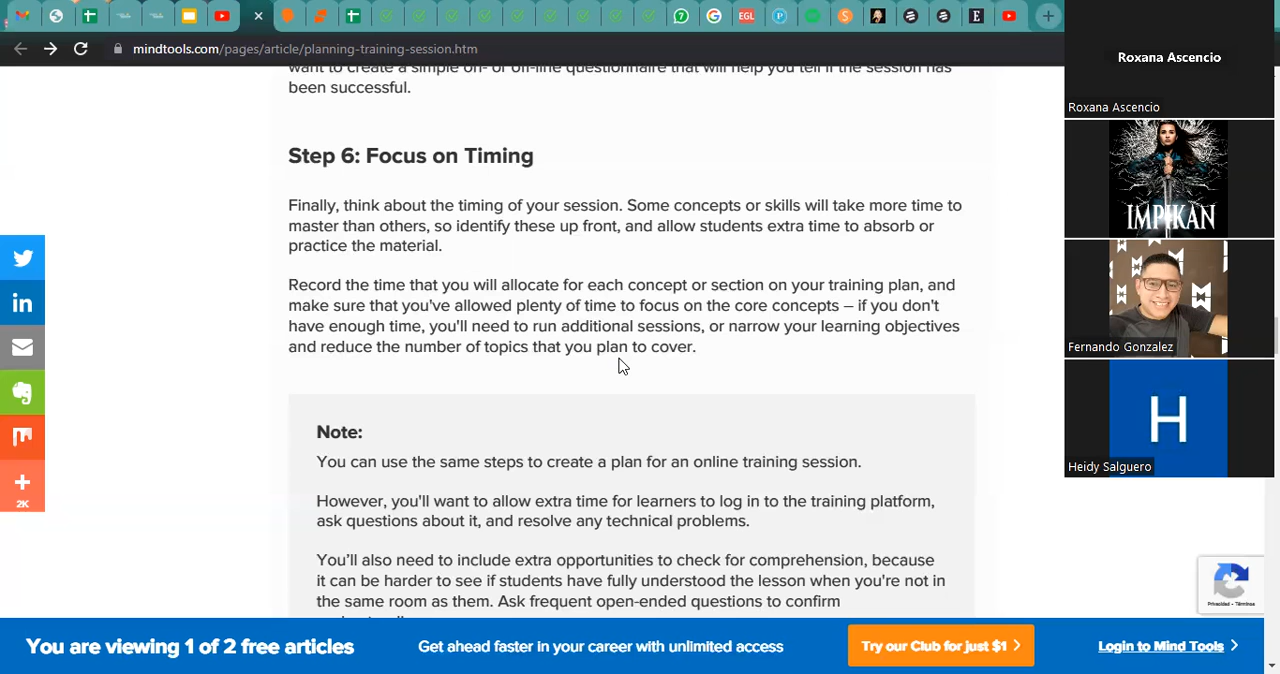 mindtools.com/pages/article/planning-training-session.htm
want to create a simple on- or off-line questionnaire that will help you tell if the session has
been successful.
Step 6: Focus on Timing
Finally, think about the timing of your session. Some concepts or skills will take more time to
master than others, so identify these up front, and allow students extra time to absorb or
practice the material.
Record the time that you will allocate for each concept or section on your training plan, and
make sure that you've allowed plenty of time to focus on the core concepts – if you don't
have enough time, you'll need to run additional sessions, or narrow your learning objectives
and reduce the number of topics that you plan to cover.
Note:
You can use the same steps to create a plan for an online training session.
However, you'll want to allow extra time for learners to log in to the training platform,
ask questions about it, and resolve any technical problems.
You'll also need to include extra opportunities to check for comprehension, because
it can be harder to see if students have fully understood the lesson when you're not in
the same room as them. Ask frequent open-ended questions to confirm
2K
You are viewing 1 of 2 free articles
Get ahead faster in your career with unlimited access
Try our Club for just $1
Login to Mind Tools
Privacidad - Términos
EGL
Roxana Ascencio
Roxana Ascencio
IMPIKAN
Fernando Gonzalez
H
Heidy Salguero